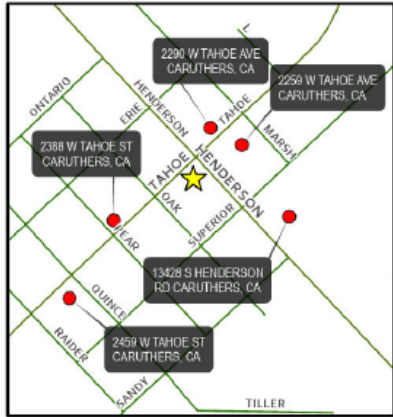 2290 W TAHOE AVE
CARUTHERS, CA
2259 W TAHOE AVE
CARUTHERS, CA
L
ONTARIO
HENDERSON
ERIE
TAHOE
MARSH
2388 W TAHOE ST
CARUTHERS, CA
TAHOE
HENDERSON
OAK
SUPERIOR
PEAR
13428 S HENDERSON
RD CARUTHERS, CA
QUINCE
RAIDER
2459 W TAHOE ST
CARUTHERS, CA
SANDY
TILLER